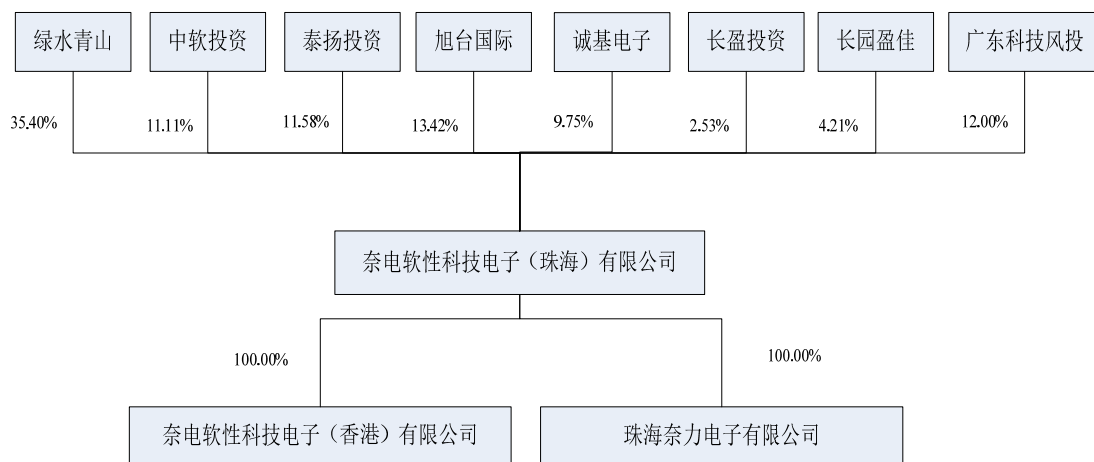 绿水青山
中软投资
泰扬投资
旭台国际
诚基电子
长盈投资
长园盈佳
广东科技风投
35.40%
11.11%
11.58%
13.42%
9.75%
2.53%
4.21%
12.00%
奈电软性科技电子（珠海）有限公司
100.00%
100.00%
奈电软性科技电子（香港）有限公司
珠海奈力电子有限公司